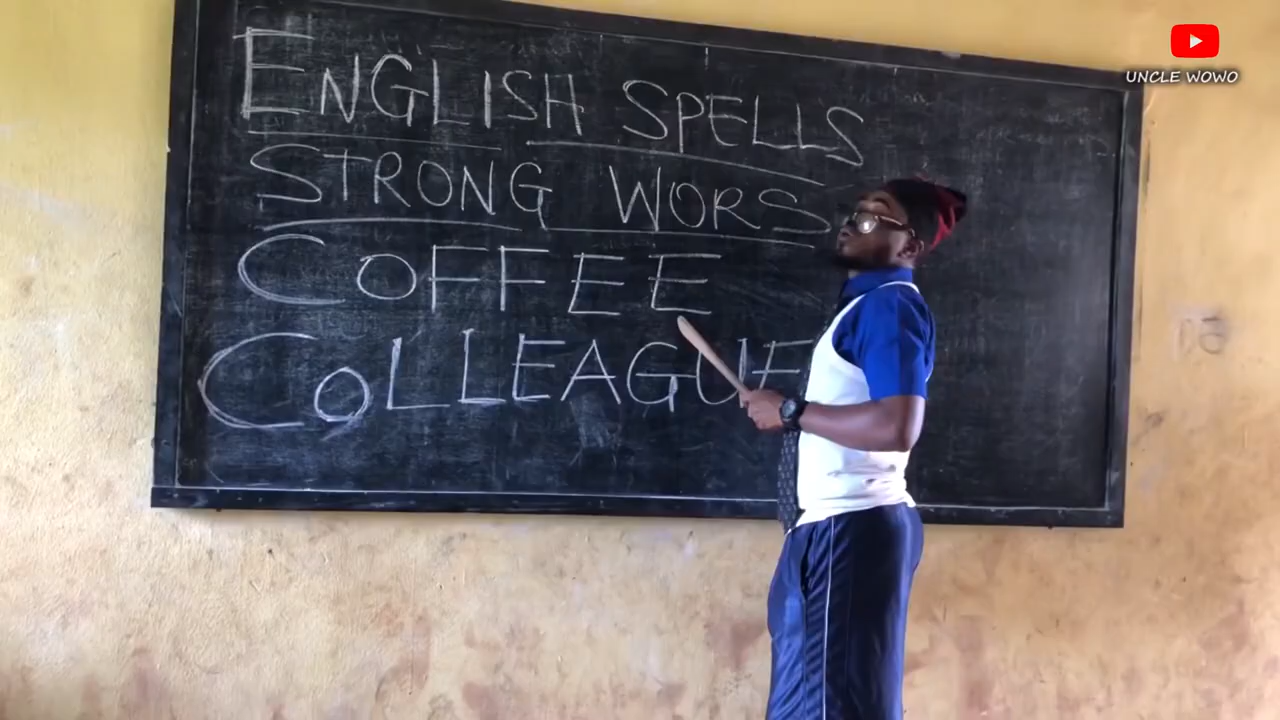 UNCLE WOWO
ENGLISH SPELLS
STRONG WORS
COFFEE
COLLEAGUE